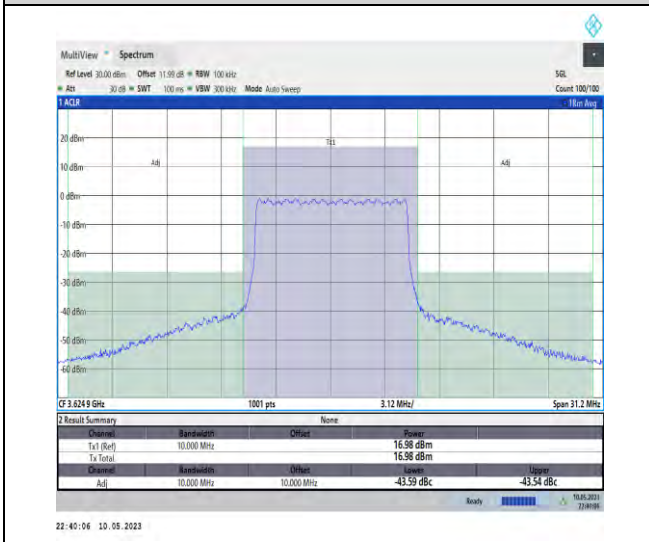 MultiView Spectrum
Ref Level 30.00 dBm Offset 11.99 dB RBW 100 kHz SGL
Att 30 dB SWT 100 ms VBW 300 kHz Mode Auto Sweep Count 100/100
1 ACLR 1Rm Avg
Tx1
Adj Adj
20 dBm
10 dBm
0 dBm
-10 dBm
-20 dBm
-30 dBm
-40 dBm
-50 dBm
-60 dBm
CF 3.6249 GHz 1001 pts 3.12 MHz/ Span 31.2 MHz
2 Result Summary None
Channel Bandwidth Offset Power
Tx1 (Ref) 10.000 MHz 16.98 dBm
Tx Total 16.98 dBm
Channel Bandwidth Offset Lower Upper
Adj 10.000 MHz 10.000 MHz -43.59 dBc -43.54 dBc
Ready 10.05.2023
22:40:06
22:40:06 10.05.2023